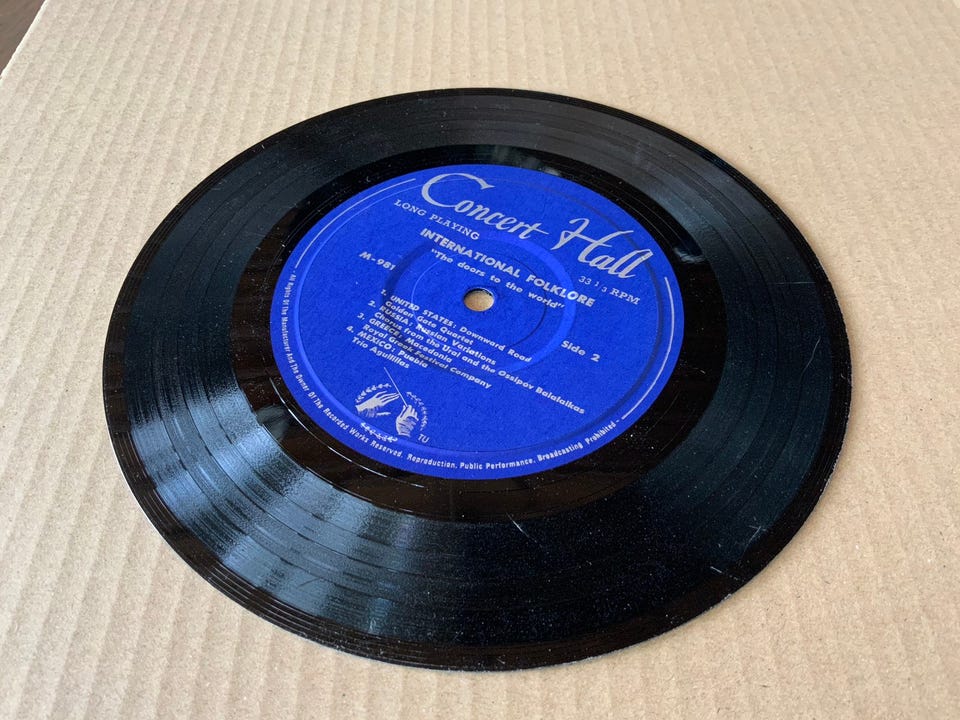 Concert Hall
LONG PLAYING
33 1/3 RPM
INTERNATIONAL FOLKLORE
"The doors to the world"
M-981
Side 2
1. UNITED STATES: Downward Road
Golden Gate Quartet
2. RUSSIA: Russian Variations
Chorus from the Ural and the Ossipov Balalaikas
3. GREECE: Macedonia
Royal Greek Festival Company
4. MEXICO: Puebla
Trio Aguilillas
TU
- All Rights Of The Manufacturer And The Owner Of The Recorded Works Reserved. Reproduction. Public Performance. Broadcasting Prohibited -